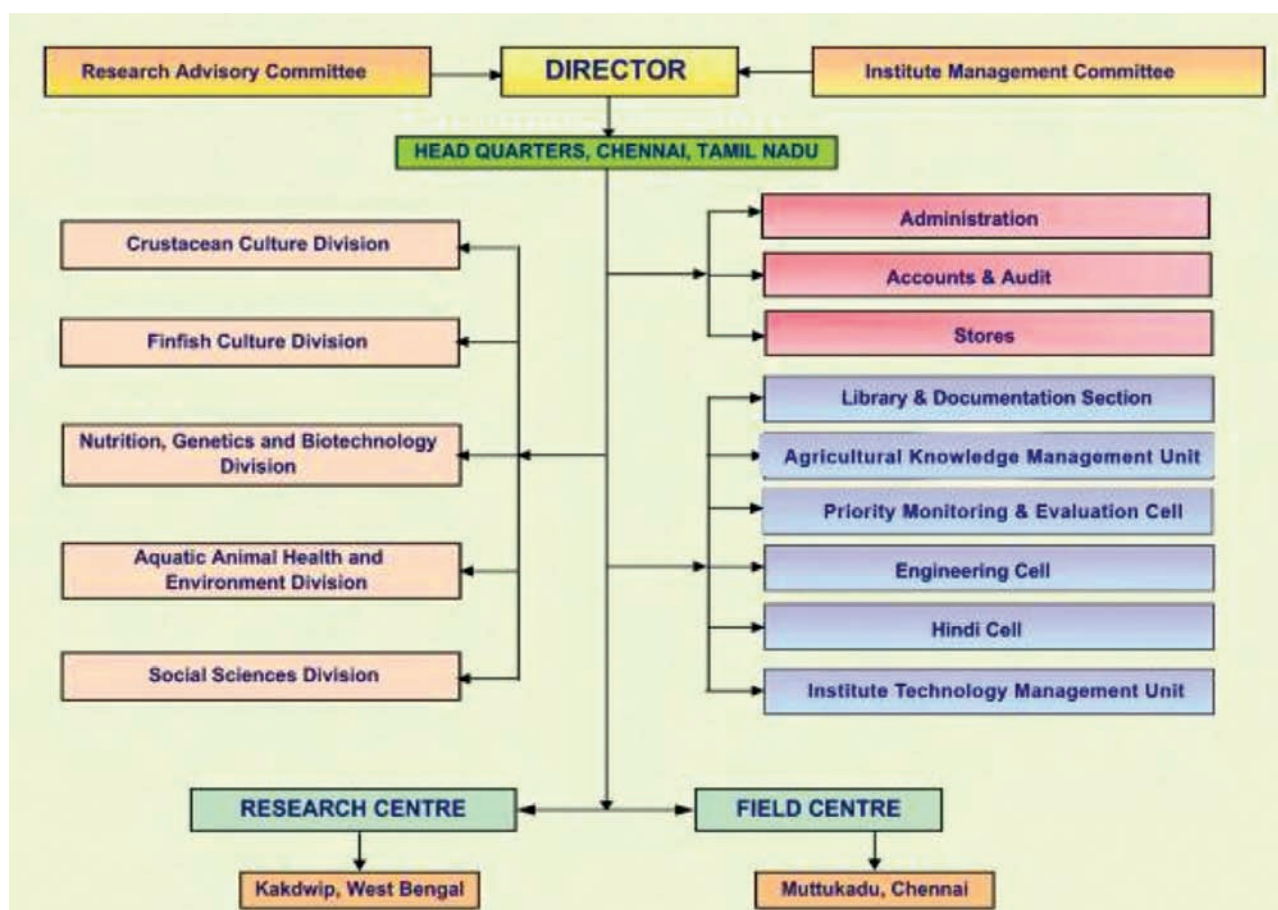 Research Advisory Committee
DIRECTOR
Institute Management Committee
HEAD QUARTERS, CHENNAI, TAMIL NADU
Crustacean Culture Division
Finfish Culture Division
Nutrition, Genetics and Biotechnology
Division
Aquatic Animal Health and
Environment Division
Social Sciences Division
Administration
Accounts & Audit
Stores
Library & Documentation Section
Agricultural Knowledge Management Unit
Priority Monitoring & Evaluation Cell
Engineering Cell
Hindi Cell
Institute Technology Management Unit
RESEARCH CENTRE
Kakdwip, West Bengal
FIELD CENTRE
Muttukadu, Chennai